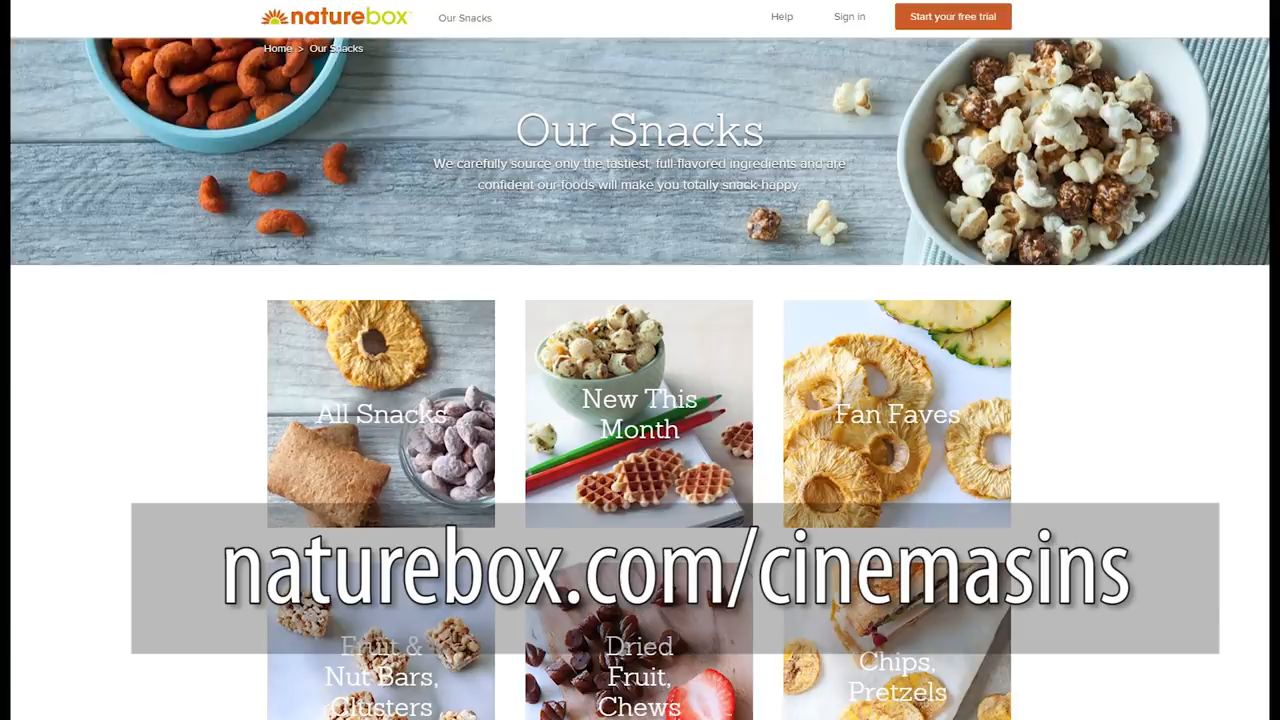 naturebox
Our Snacks
Help
Sign in
Start your free trial
Home > Our Snacks
Our Snacks
We carefully source only the tastiest, full-flavored ingredients and are
confident our foods will make you totally snack-happy.
All Snacks
New This
Month
Fan Faves
naturebox.com/cinemasins
Fruit &
Nut Bars,
Clusters
Dried
Fruit,
Chews
Chips,
Pretzels